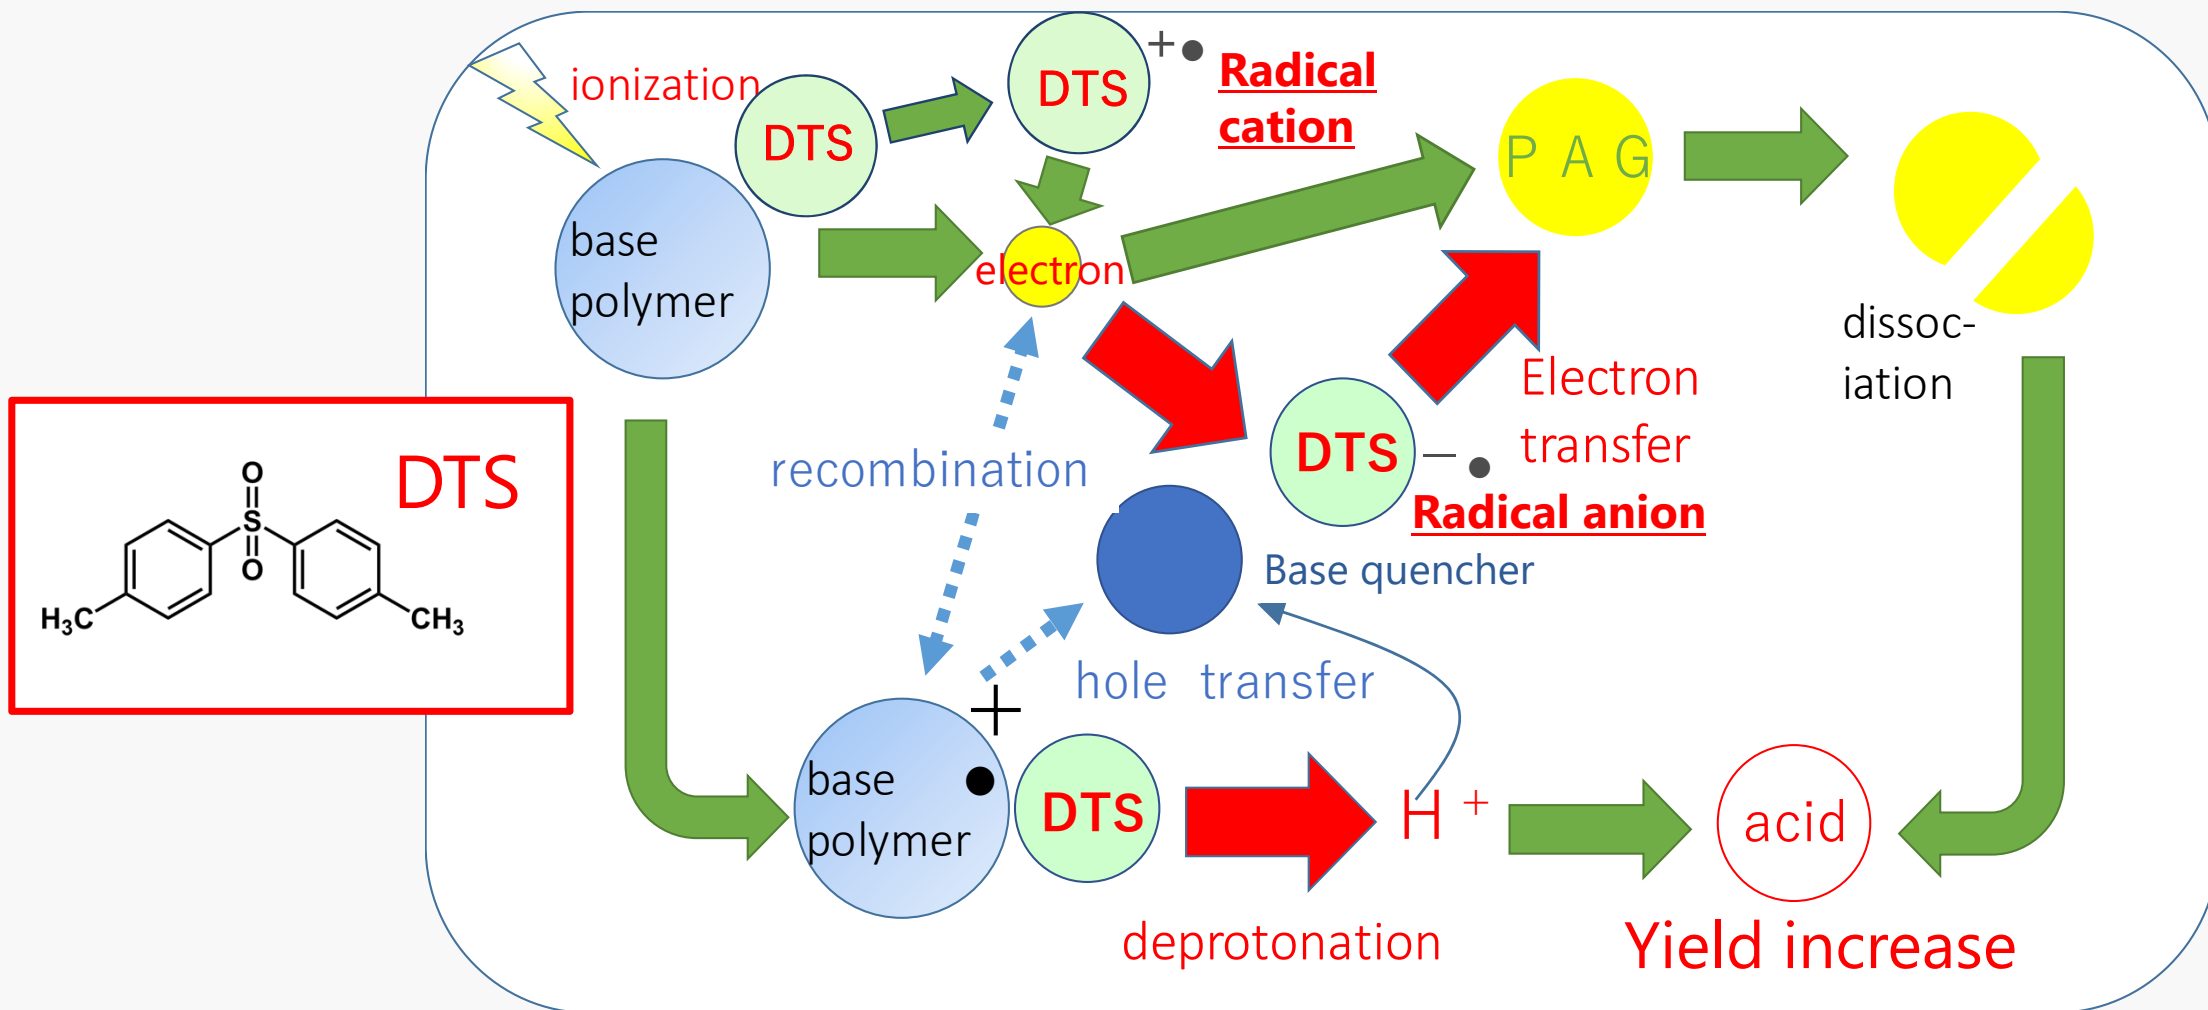 ionization
DTS
DTS
+•
Radical
cation
PAG
base
polymer
electron
dissoc-
iation
DTS
O
S
O
H₃C
CH₃
recombination
DTS
−•
Electron
transfer
Radical anion
Base quencher
hole transfer
+
base
polymer
•
DTS
H +
acid
deprotonation
Yield increase